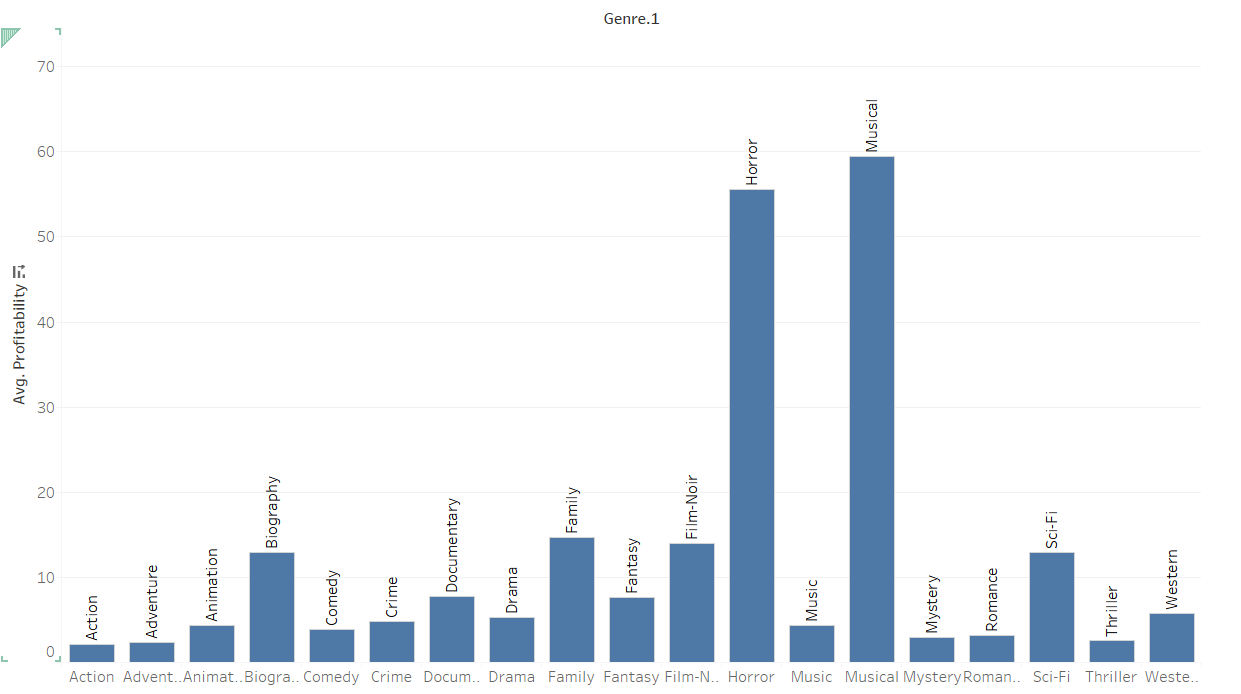 Genre.1
70
60
50
40
30
20
10
0
Avg. Profitability
Action
Adventure
Animation
Biography
Comedy
Crime
Documentary
Drama
Family
Fantasy
Film-Noir
Horror
Music
Musical
Mystery
Romance
Sci-Fi
Thriller
Western
Action Advent.. Animat.. Biogra.. Comedy Crime Docum.. Drama Family Fantasy Film-N.. Horror Music Musical Mystery Roman.. Sci-Fi Thriller Weste..